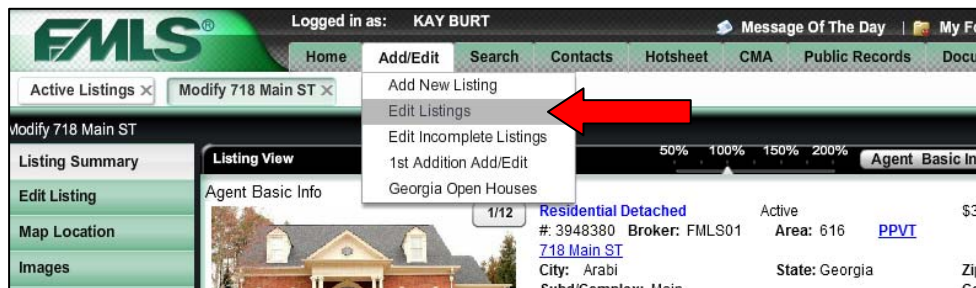 FMLS®
Logged in as: KAY BURT
Message Of The Day | My
Home Add/Edit Search Contacts Hotsheet CMA Public Records
Active Listings × Modify 718 Main ST ×
Add New Listing
Edit Listings
Edit Incomplete Listings
1st Addition Add/Edit
Georgia Open Houses
Modify 718 Main ST
Listing Summary
Edit Listing
Map Location
Images
Listing View
50% 100% 150% 200% Agent Basic
Agent Basic Info
1/12
Residential Detached Active
#: 3948380 Broker: FMLS01 Area: 616 PPVT
718 Main ST
City: Arabi State: Georgia